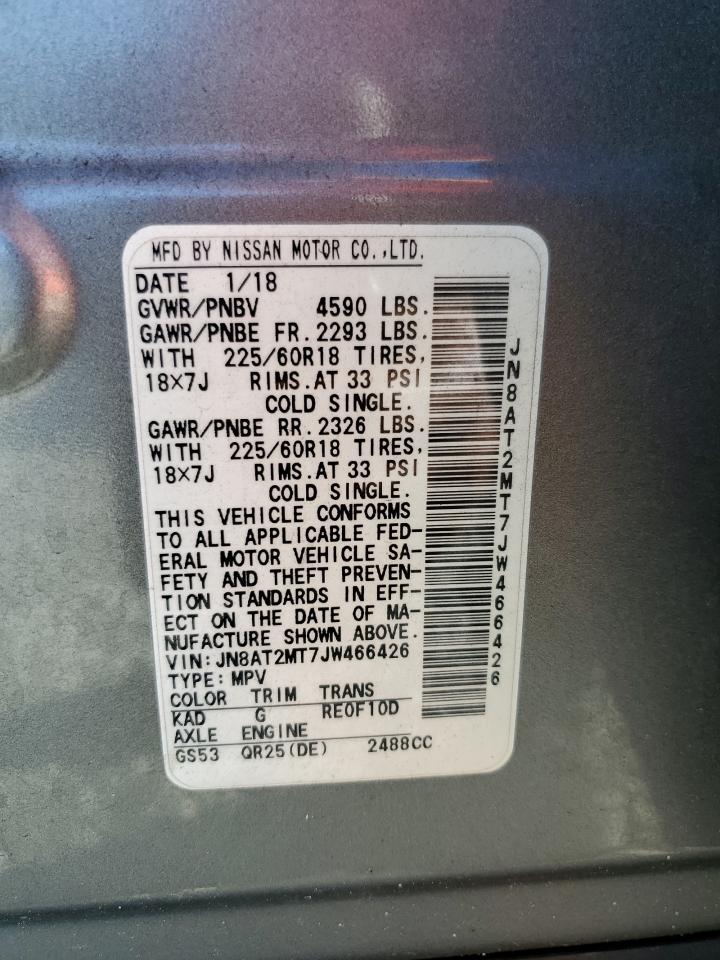 MFD BY NISSAN MOTOR CO.,LTD.
DATE 1/18
GVWR/PNBV 4590 LBS.
GAWR/PNBE FR.2293 LBS.
WITH 225/60R18 TIRES,
18×7J RIMS.AT 33 PSI
COLD SINGLE.
GAWR/PNBE RR.2326 LBS.
WITH 225/60R18 TIRES,
18×7J RIMS.AT 33 PSI
COLD SINGLE.
THIS VEHICLE CONFORMS
TO ALL APPLICABLE FED-
ERAL MOTOR VEHICLE SA-
FETY AND THEFT PREVEN-
TION STANDARDS IN EFF-
ECT ON THE DATE OF MA-
NUFACTURE SHOWN ABOVE.
VIN:JN8AT2MT7JW466426
TYPE:MPV
COLOR TRIM TRANS
KAD G RE0F10D
AXLE ENGINE
GS53 QR25(DE) 2488CC
JN8AT2MT7JW466426